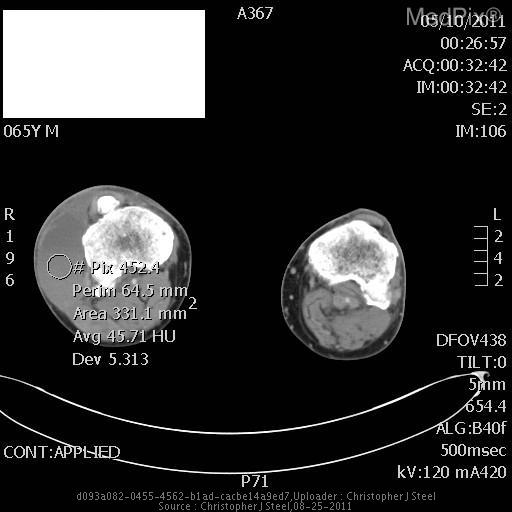 MedPix®
A367
05/10/2011
00:26:57
ACQ:00:32:42
IM:00:32:42
SE:2
IM:106
065Y M
R
1
9
6
L
2
4
2
# Pix 452.4
Perim 64.5 mm
Area 331.1 mm2
Avg 45.71 HU
Dev 5.313
DFOV438
TILT:0
5mm
654.4
ALG:B40f
500msec
kV:120 mA420
CONT:APPLIED
P71
d093a082-0455-4562-b1ad-cacbe14a9ed7,Uploader : Christopher J Steel
Source : Christopher J Steel,08-25-2011